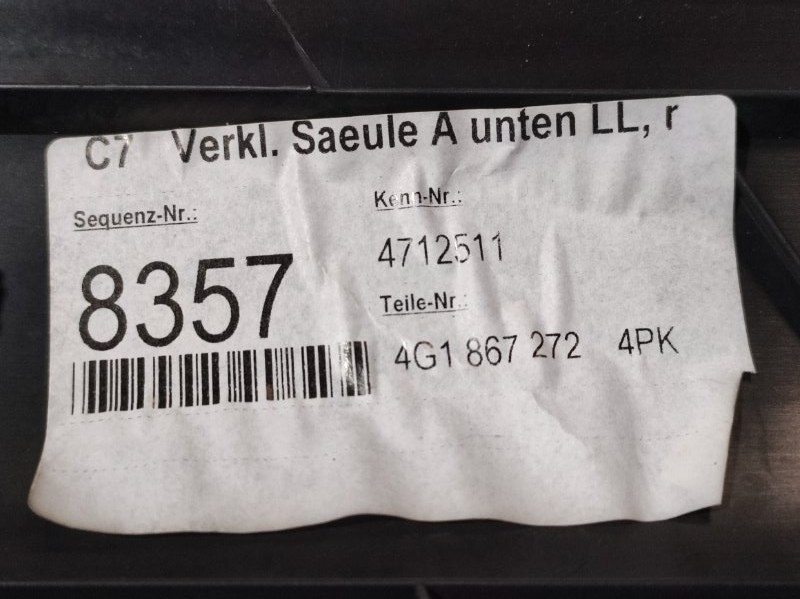 C7 Verkl. Saeule A unten LL, r
Sequenz-Nr.:
8357
Kenn-Nr.:
4712511
Teile-Nr.:
4G1 867 272 4PK